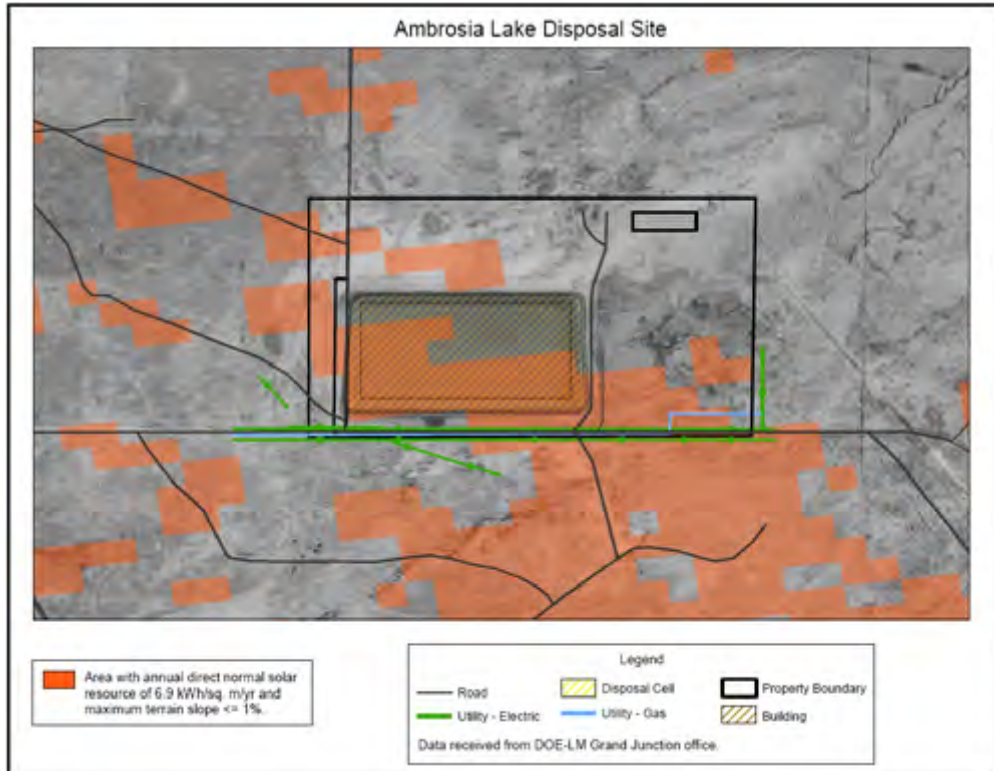 Ambrosia Lake Disposal Site
Area with annual direct normal solar
resource of 6.9 kWh/sq. m/yr and
maximum terrain slope <= 1%.
Legend
Road
Disposal Cell
Property Boundary
Utility - Electric
Utility - Gas
Building
Data received from DOE-LM Grand Junction office.